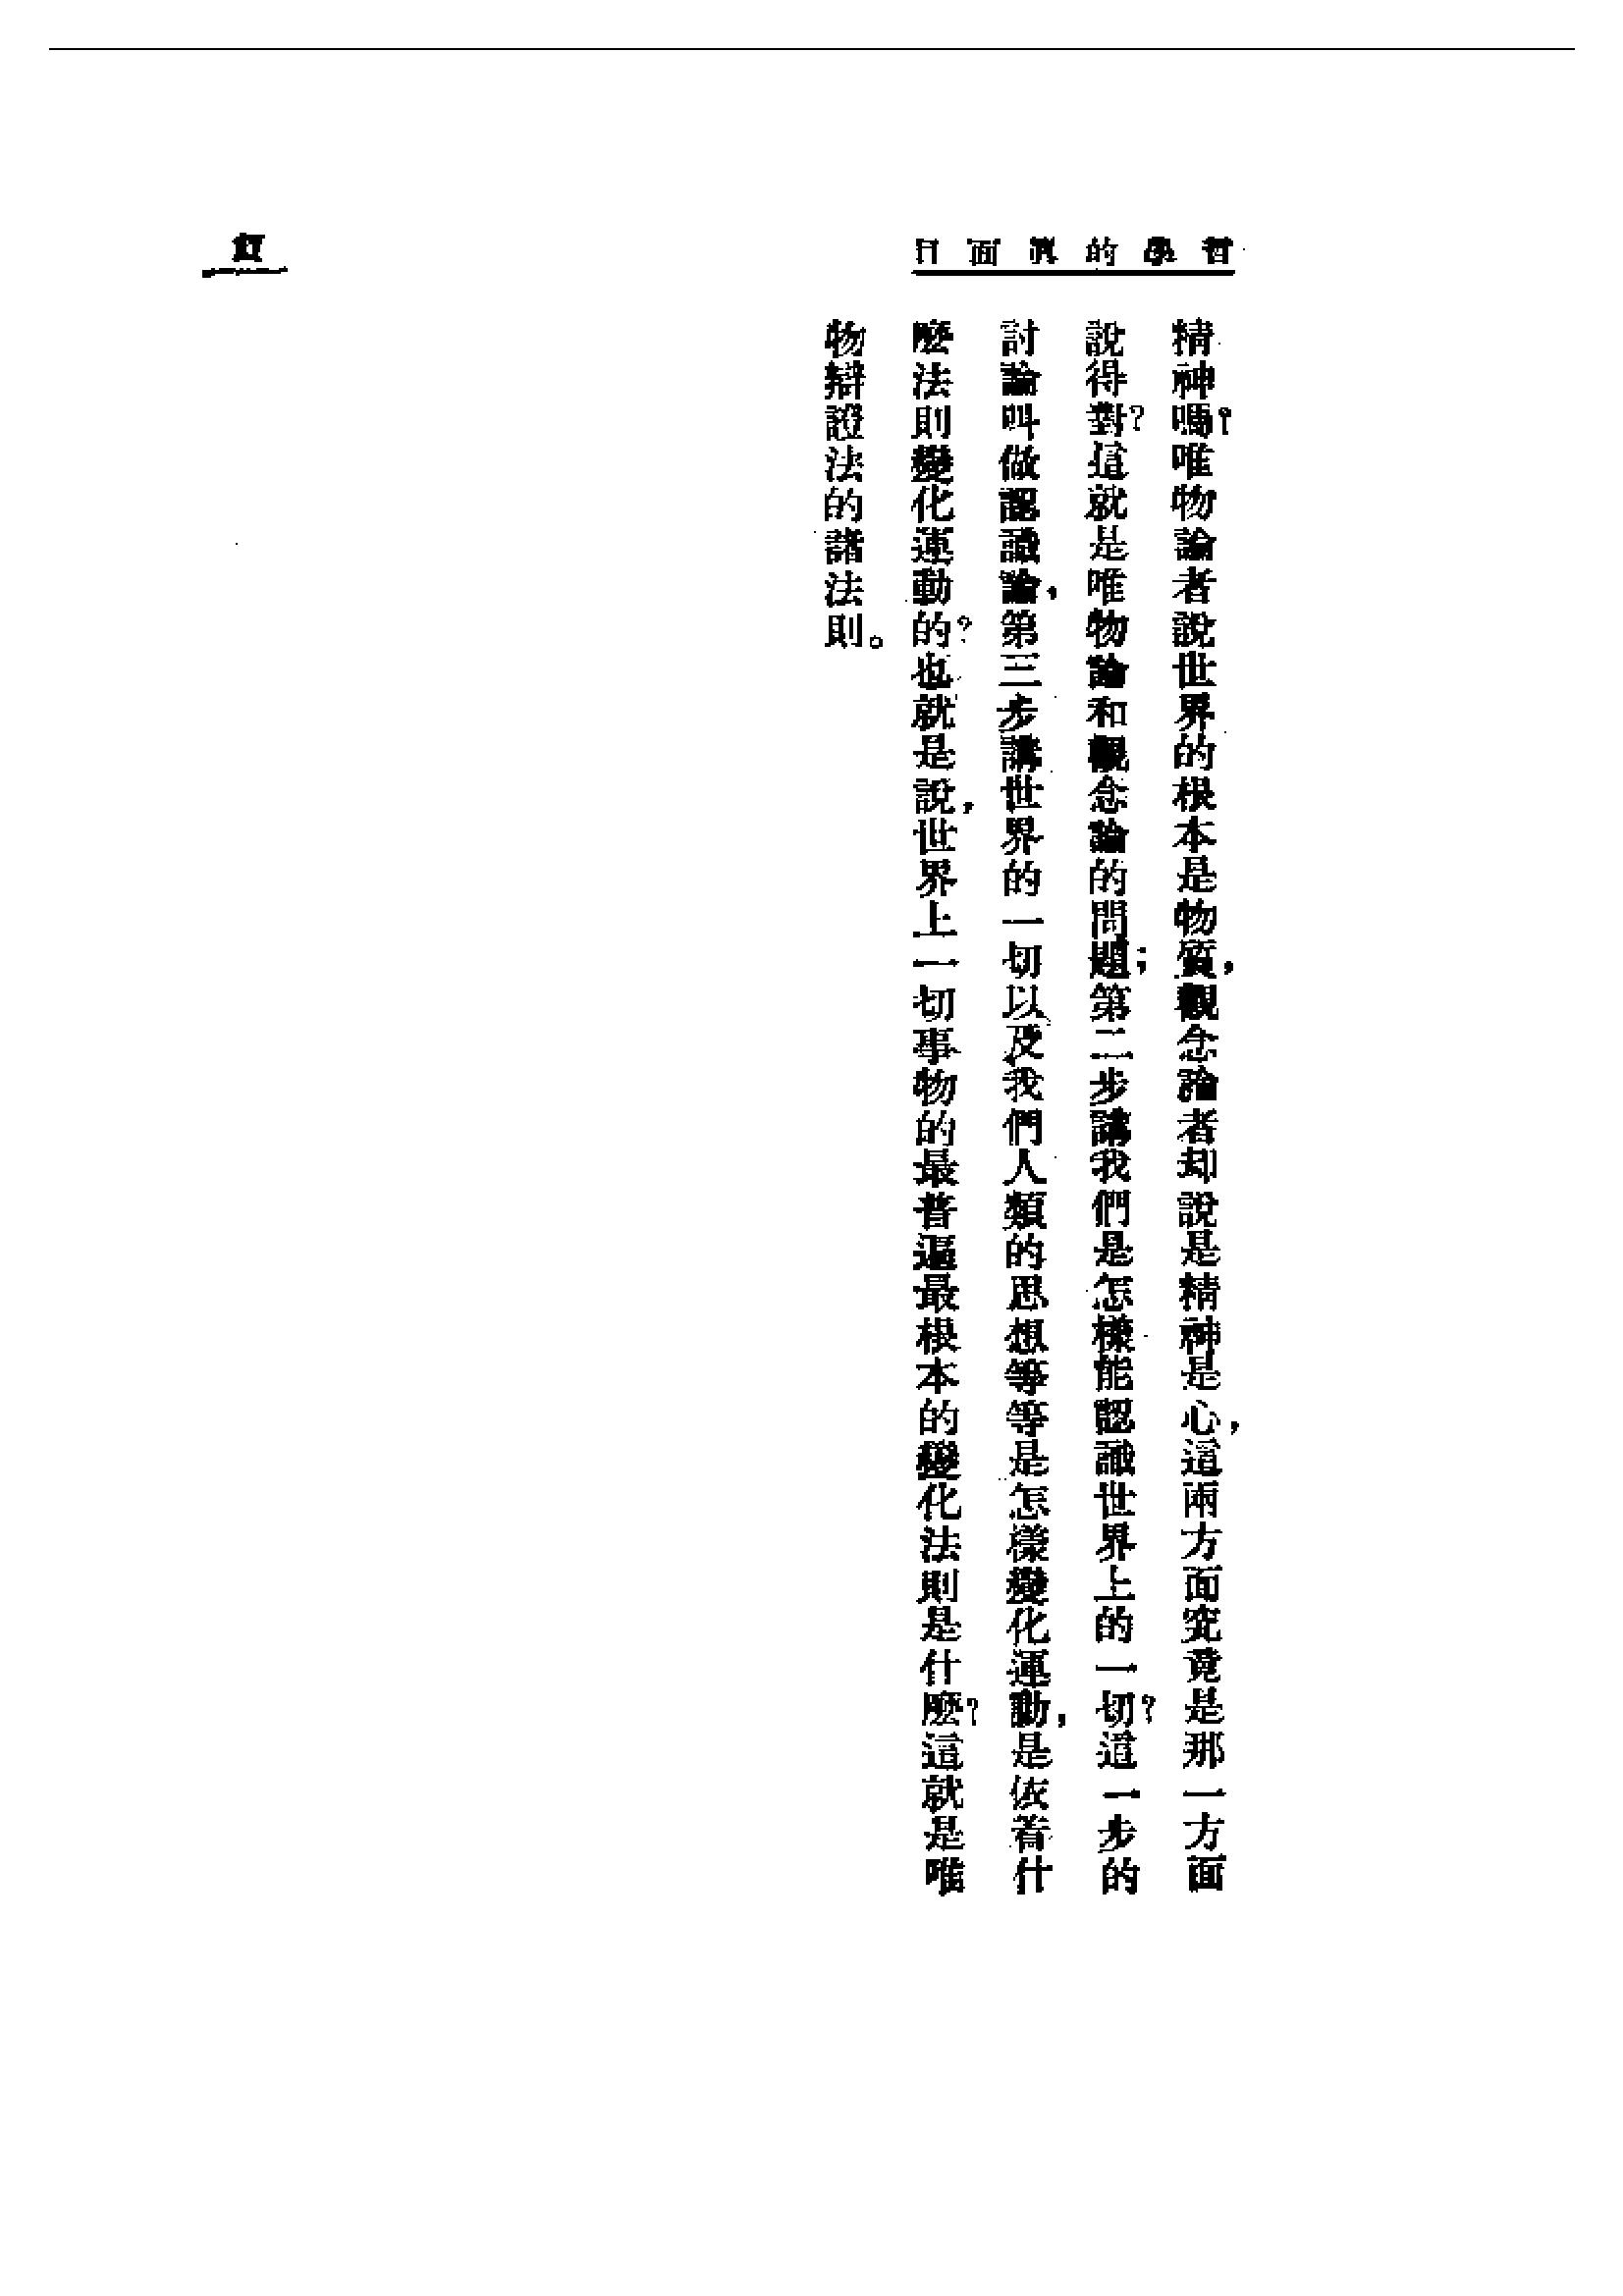 哲學的眞面目
精神嗎?唯物論者說世界的根本是物質,觀念論者却說是精神是心,這兩方面究竟是那一方面
說得對?這就是唯物論和觀念論的問題;第二步講我們是怎樣能認識世界上的一切?這一步的
討論叫做認識論,第三步講世界的一切以及我們人類的思想等等是怎樣變化運動,是依着什
麼法則變化運動的?也就是說,世界上一切事物的最普遍最根本的變化法則是什麼?這就是唯
物辯證法的諸法則。